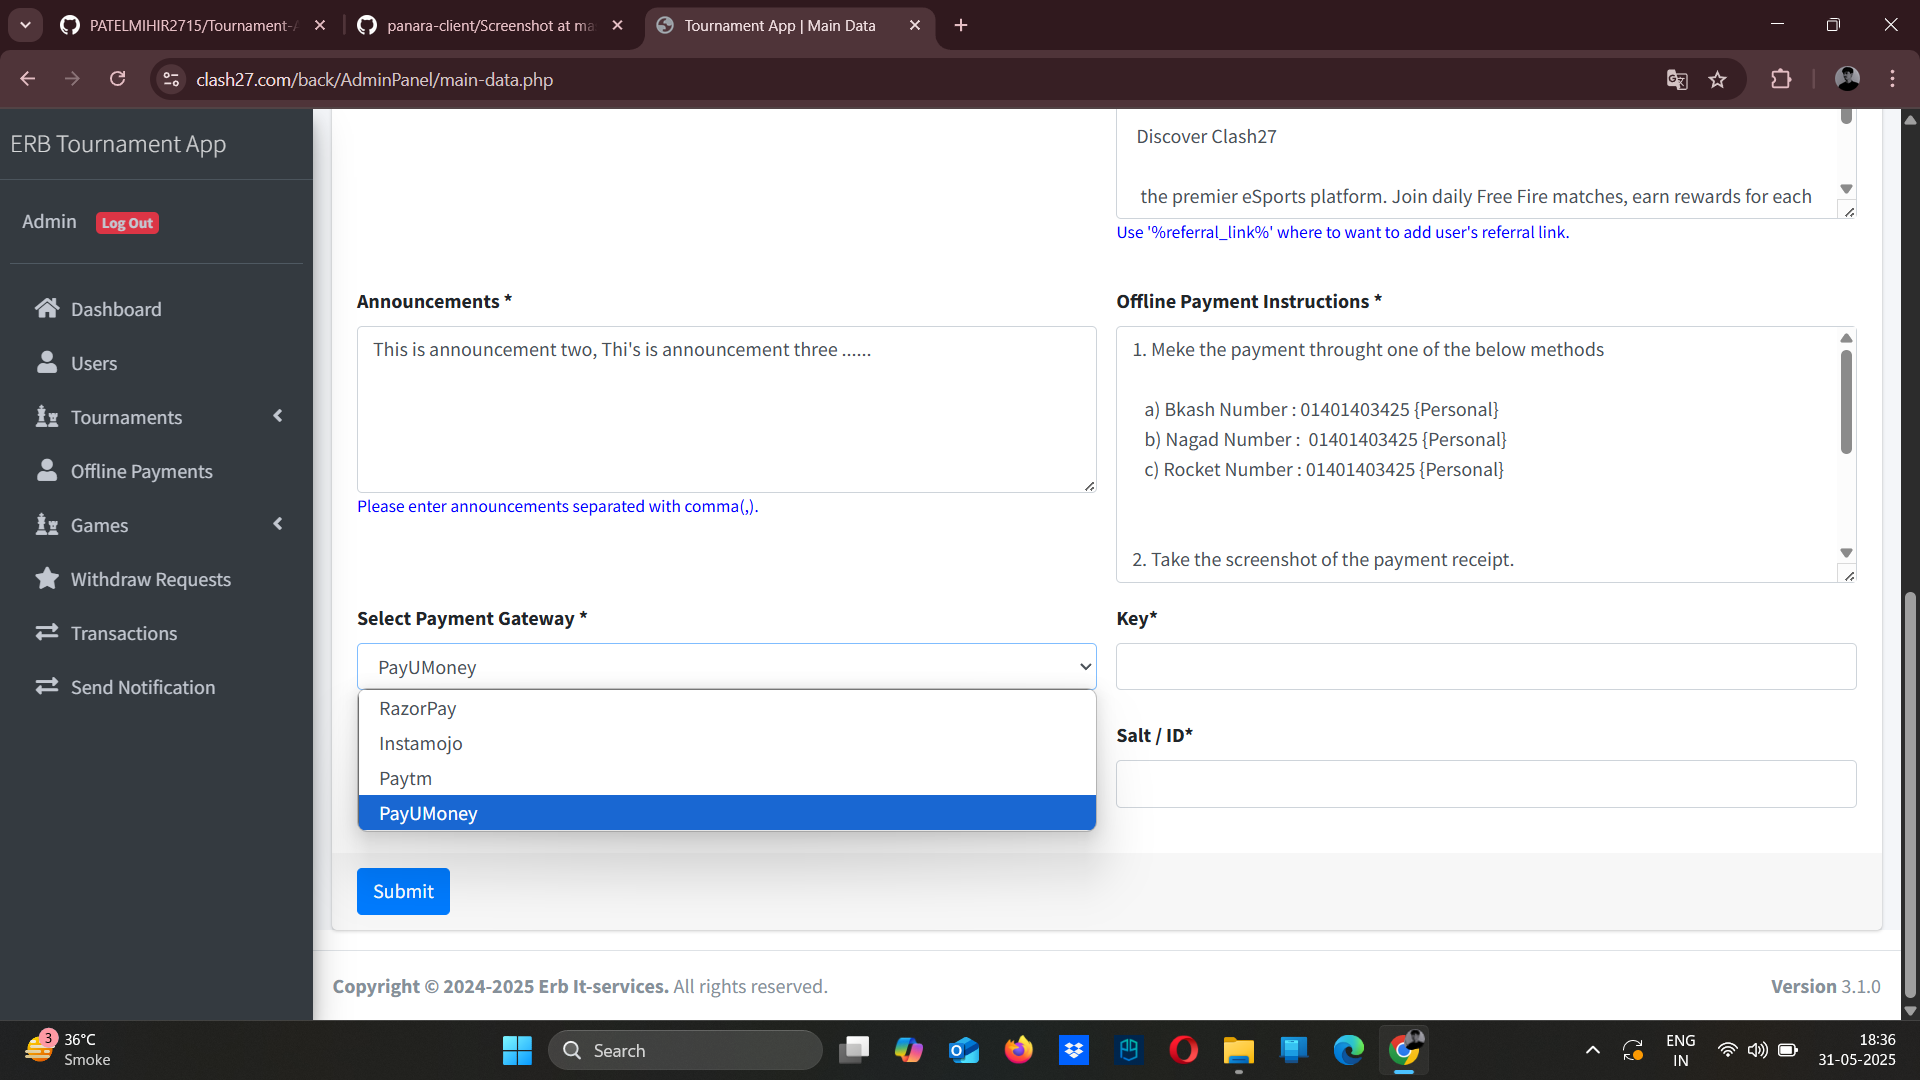 PATELMIHIR2715/Tournament-A
panara-client/Screenshot at ma
Tournament App | Main Data
clash27.com/back/AdminPanel/main-data.php
ERB Tournament App
Admin
Log Out
Dashboard
Users
Tournaments
Offline Payments
Games
Withdraw Requests
Transactions
Send Notification
Discover Clash27
the premier eSports platform. Join daily Free Fire matches, earn rewards for each
Use '%referral_link%' where to want to add user's referral link.
Announcements *
This is announcement two, Thi's is announcement three ......
Please enter announcements separated with comma(,).
Offline Payment Instructions *
1. Meke the payment throught one of the below methods
a) Bkash Number : 01401403425 {Personal}
b) Nagad Number :  01401403425 {Personal}
c) Rocket Number : 01401403425 {Personal}
2. Take the screenshot of the payment receipt.
Select Payment Gateway *
PayUMoney
RazorPay
Instamojo
Paytm
PayUMoney
Key*
Salt / ID*
Submit
Copyright © 2024-2025 Erb It-services. All rights reserved.
Version 3.1.0
3
36°C
Smoke
Search
ENG
IN
18:36
31-05-2025